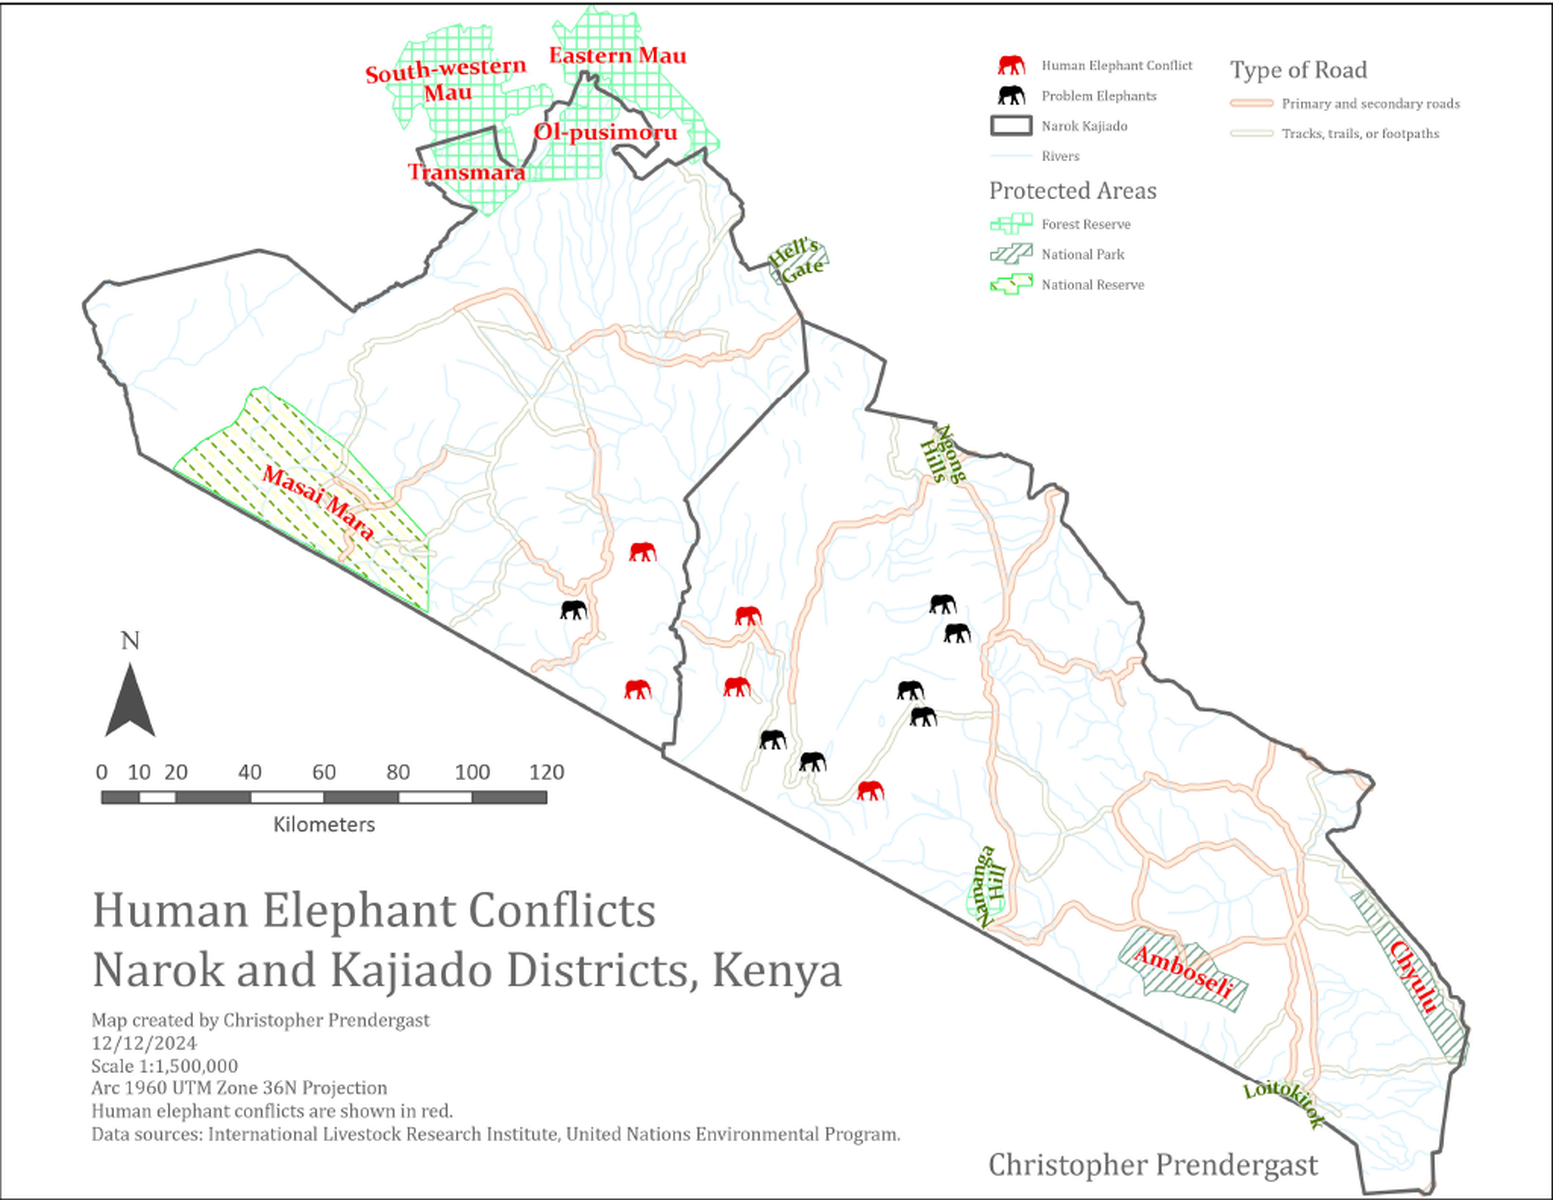 South-western
Mau
Eastern Mau
Ol-pusimoru
Transmara
Hell's
Gate
Human Elephant Conflict
Problem Elephants
Narok Kajiado
Rivers
Protected Areas
Forest Reserve
National Park
National Reserve
Type of Road
Primary and secondary roads
Tracks, trails, or footpaths
Ngong
Hills
Masai Mara
N
0 10 20 40 60 80 100 120
Kilometers
Namanga
Hill
Amboseli
Chyulu
Loitokitok
Human Elephant Conflicts
Narok and Kajiado Districts, Kenya
Map created by Christopher Prendergast
12/12/2024
Scale 1:1,500,000
Arc 1960 UTM Zone 36N Projection
Human elephant conflicts are shown in red.
Data sources: International Livestock Research Institute, United Nations Environmental Program.
Christopher Prendergast